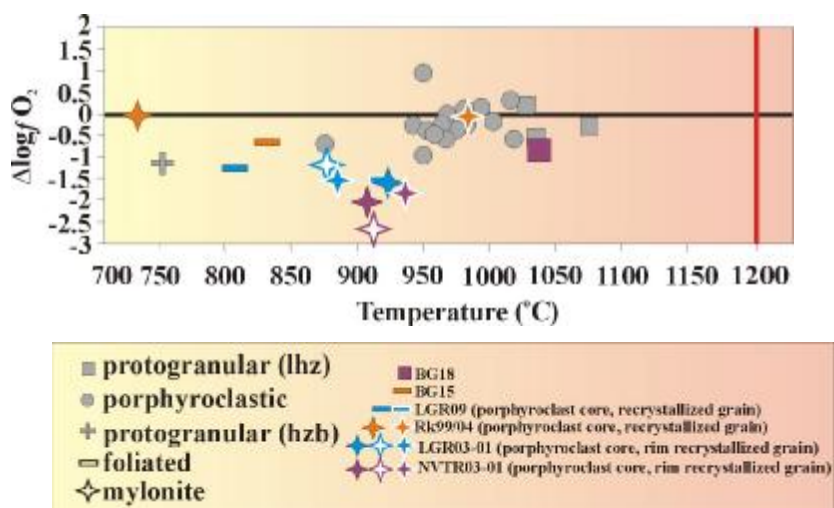 2
1.5
1
0.5
0
-0.5
-1
-1.5
-2
-2.5
-3
ΔlogfO2
700 750 800 850 900 950 1000 1050 1100 1150 1200
Temperature (°C)
protogranular (lhz)
porphyroclastic
protogranular (hzb)
foliated
mylonite
BG18
BG15
LGR09 (porphyroclast core, recrystallized grain)
Rk99/04 (porphyroclast core, recrystallized grain)
LGR03-01 (porphyroclast core, rim recrystallized grain)
NVTR03-01 (porphyroclast core, rim recrystallized grain)